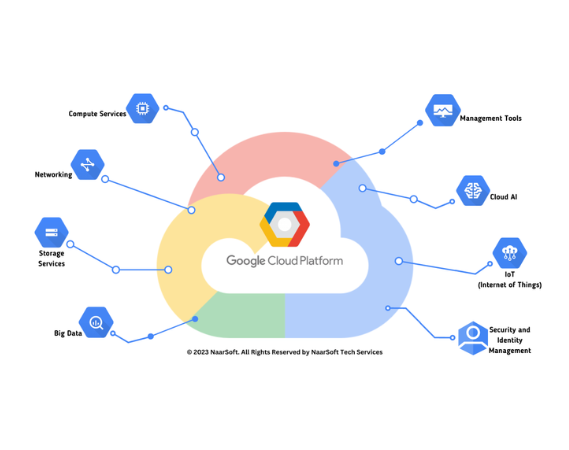 Compute Services
Management Tools
Networking
Cloud AI
Storage
Services
Google Cloud Platform
IoT
(Internet of Things)
Big Data
Security and
Identity
Management
© 2023 NaarSoft. All Rights Reserved by NaarSoft Tech Services